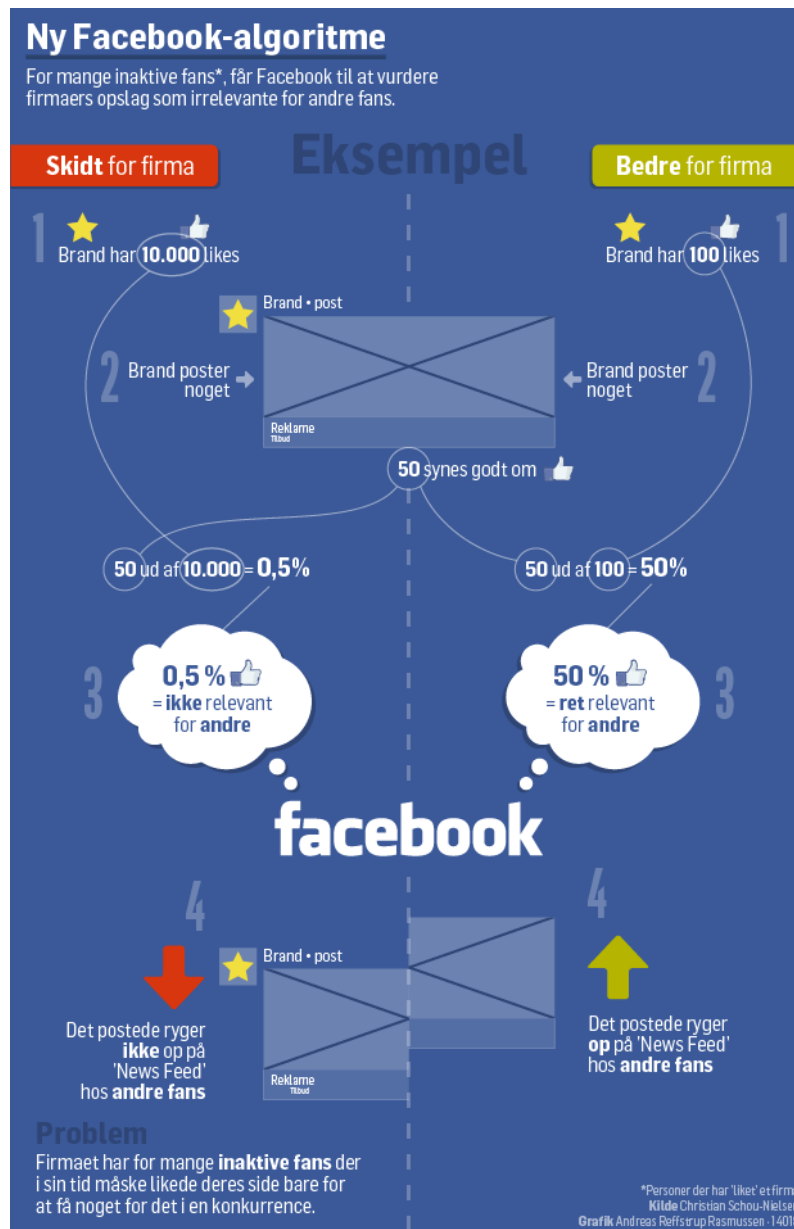 Ny Facebook-algoritme
For mange inaktive fans*, får Facebook til at vurdere
firmaers opslag som irrelevante for andre fans.
Eksempel
Skidt for firma
Bedre for firma
1
Brand har 10.000 likes
1
Brand har 100 likes
Brand • post
2
Brand poster
noget
Brand poster
noget
2
Reklame
Tilbud
50 synes godt om
50 ud af 10.000 = 0,5%
50 ud af 100 = 50%
3
0,5 %
= ikke relevant
for andre
50 %
= ret relevant
for andre
3
facebook
4
4
Brand • post
Det postede ryger
ikke op på
'News Feed'
hos andre fans
Det postede ryger
op på 'News Feed'
hos andre fans
Reklame
Tilbud
Problem
Firmaet har for mange inaktive fans der
i sin tid måske likede deres side bare for
at få noget for det i en konkurrence.
*Personer der har 'liket' et firm
Kilde Christian Schou-Nielse
Grafik Andreas Reffstrup Rasmussen · 1401